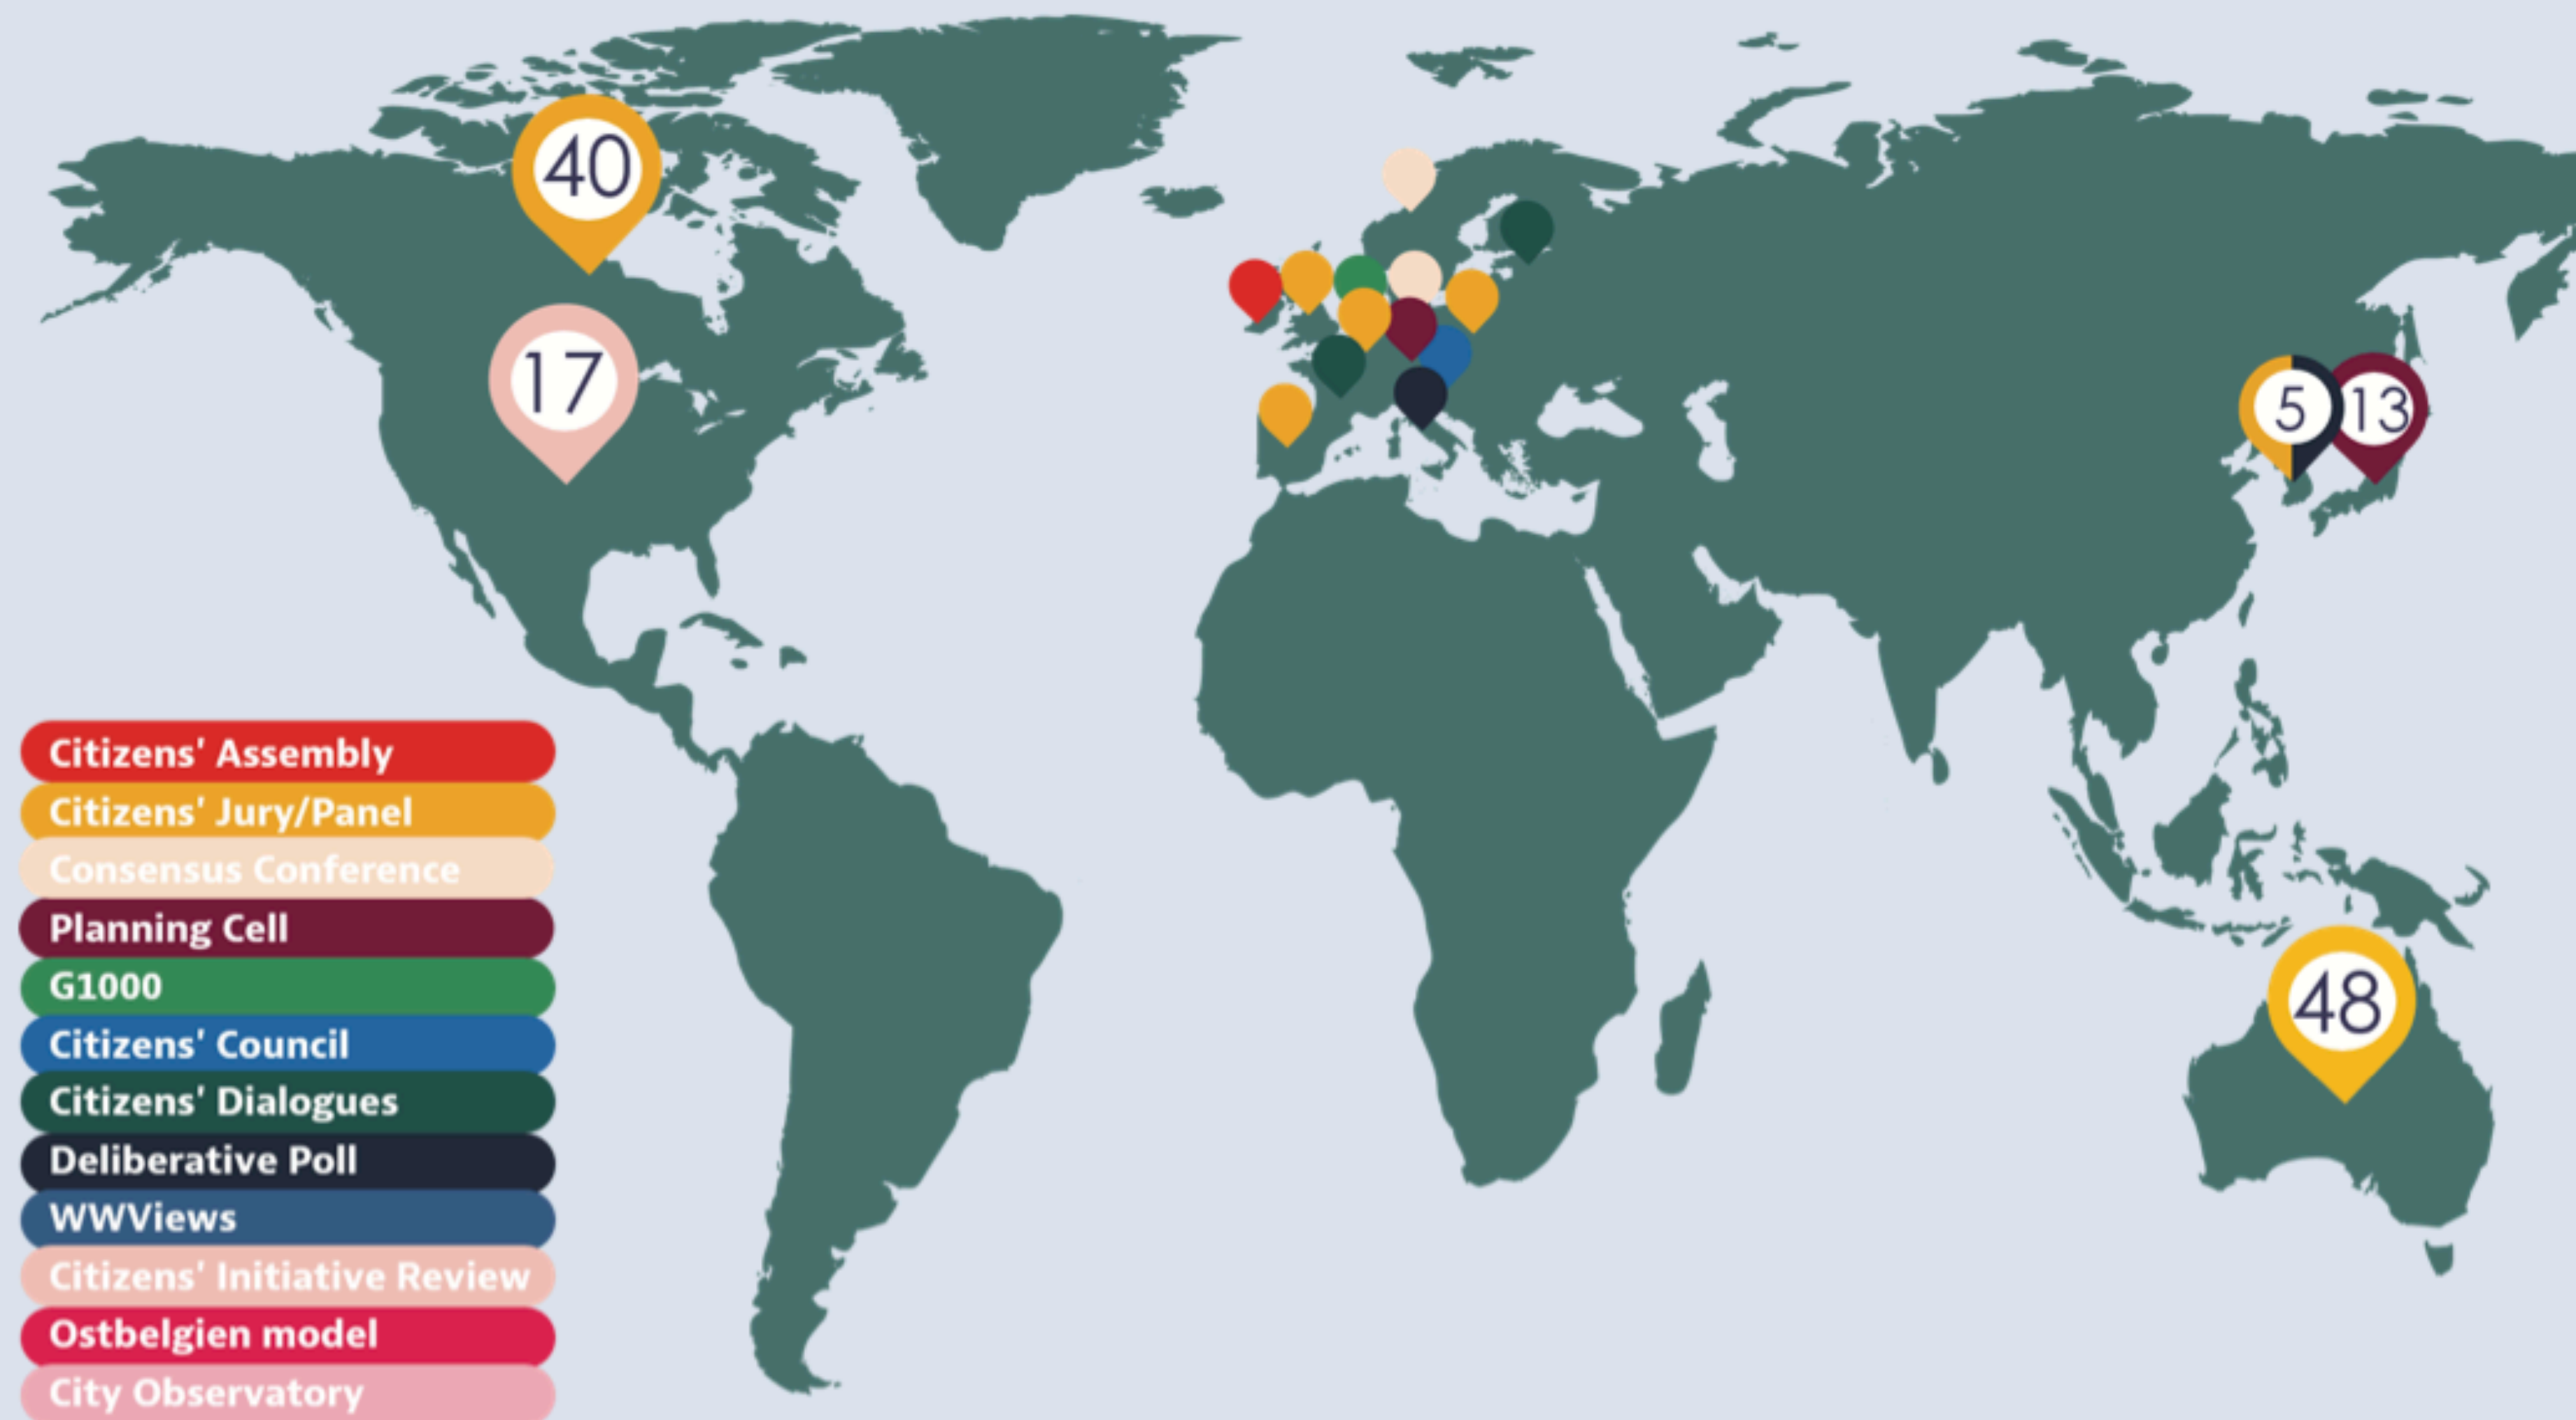 40
17
5
13
48
Citizens' Assembly
Citizens' Jury/Panel
Consensus Conference
Planning Cell
G1000
Citizens' Council
Citizens' Dialogues
Deliberative Poll
WWViews
Citizens' Initiative Review
Ostbelgien model
City Observatory